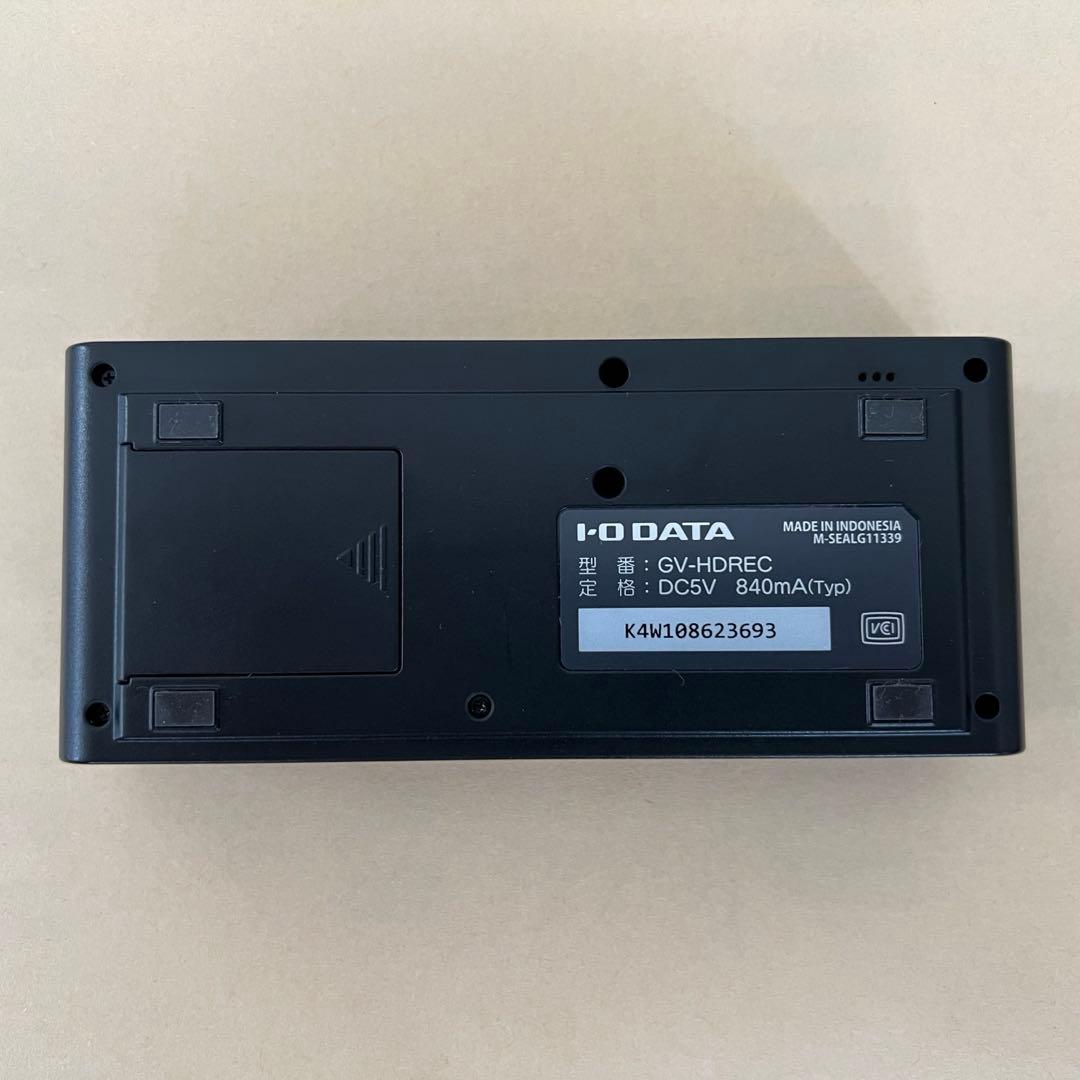 I-O DATA
MADE IN INDONESIA
M-SEALG11339
型 番：GV-HDREC
定 格：DC5V 840mA(Typ)
K4W108623693
VCI